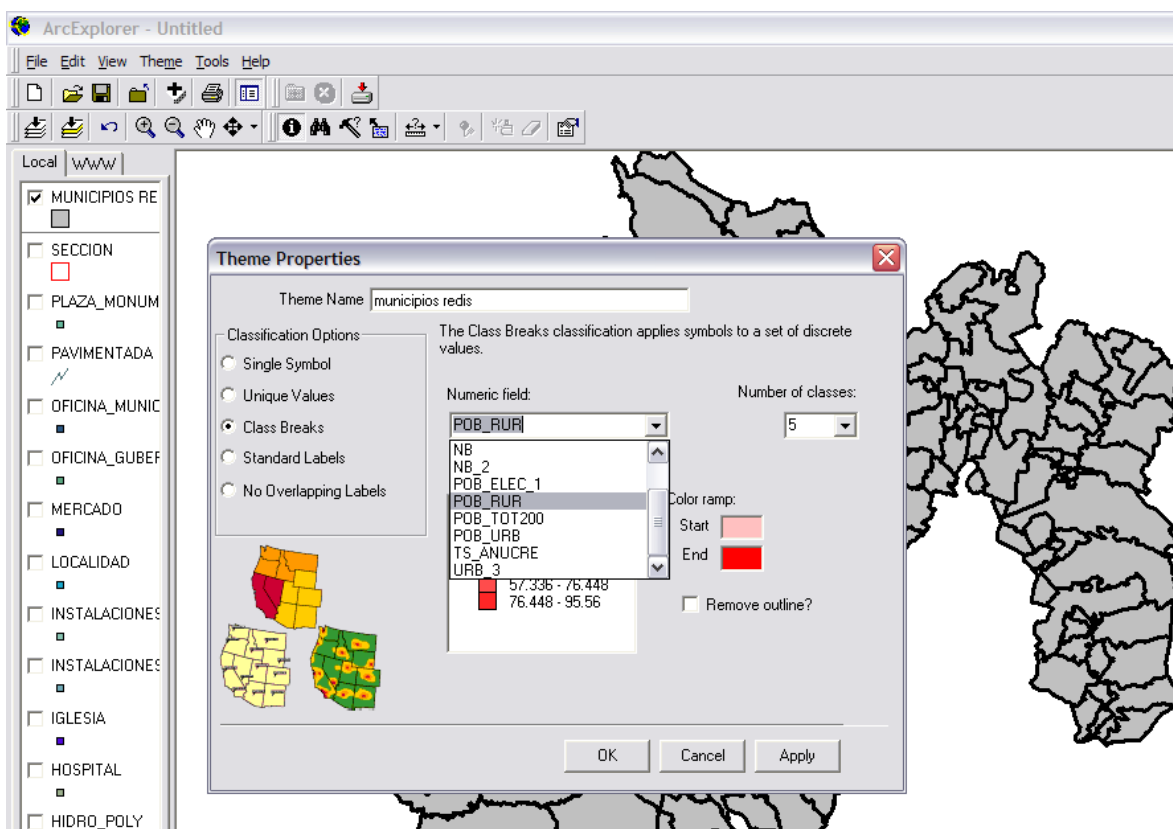 ArcExplorer - Untitled
File Edit View Theme Tools Help
Local WWW
MUNICIPIOS RE
SECCION
PLAZA_MONUM
PAVIMENTADA
OFICINA_MUNIC
OFICINA_GUBER
MERCADO
LOCALIDAD
INSTALACIONES
INSTALACIONES
IGLESIA
HOSPITAL
HIDRO_POLY
Theme Properties
Theme Name municipios redis
Classification Options
Single Symbol
Unique Values
Class Breaks
Standard Labels
No Overlapping Labels
The Class Breaks classification applies symbols to a set of discrete
values.
Numeric field:
Number of classes:
POB_RUR
5
NB
NB_2
POB_ELEC_1
POB_RUR
POB_TOT200
POB_URB
TS_ANUCRE
URB_3
57.336 - 76.448
76.448 - 95.56
Color ramp:
Start
End
Remove outline?
OK Cancel Apply